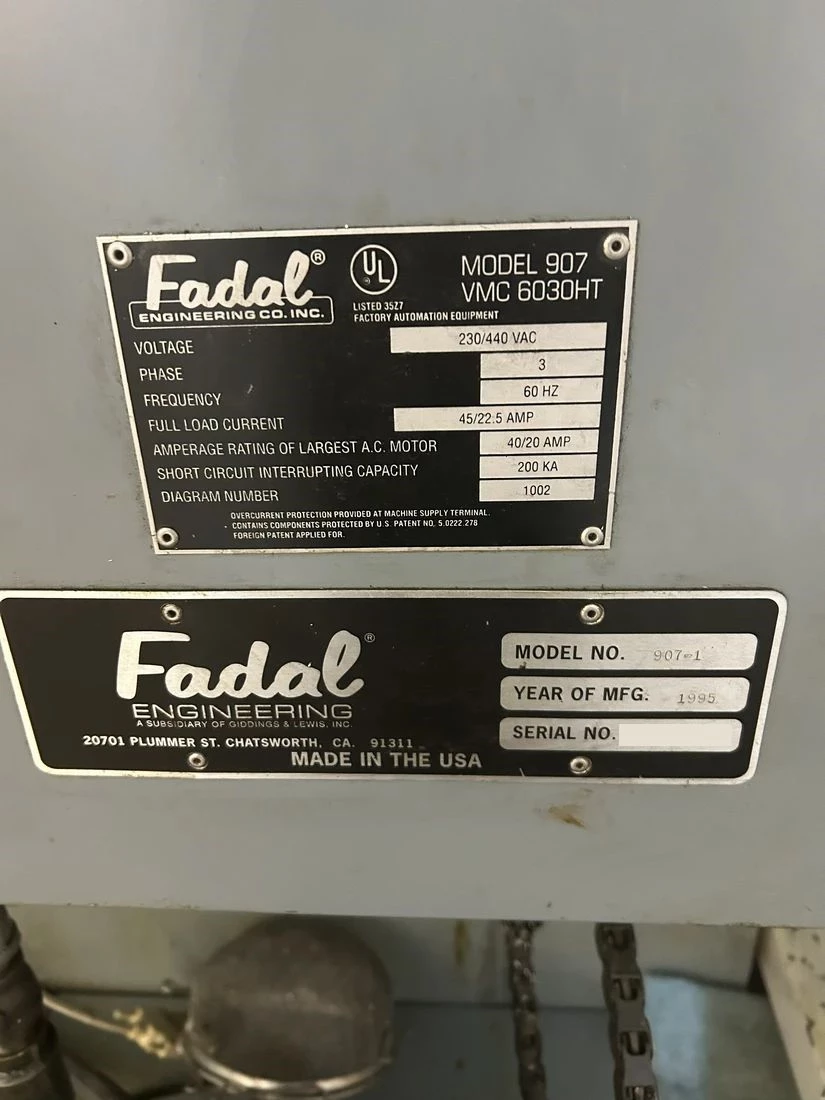 Fadal®
ENGINEERING CO. INC.
UL
LISTED 35Z7
FACTORY AUTOMATION EQUIPMENT
MODEL 907
VMC 6030HT
VOLTAGE 230/440 VAC
PHASE 3
FREQUENCY 60 HZ
FULL LOAD CURRENT 45/22.5 AMP
AMPERAGE RATING OF LARGEST A.C. MOTOR 40/20 AMP
SHORT CIRCUIT INTERRUPTING CAPACITY 200 KA
DIAGRAM NUMBER 1002
OVERCURRENT PROTECTION PROVIDED AT MACHINE SUPPLY TERMINAL.
CONTAINS COMPONENTS PROTECTED BY U.S. PATENT NO. 5.0222.278
FOREIGN PATENT APPLIED FOR.
Fadal®
ENGINEERING
A SUBSIDIARY OF GIDDINGS & LEWIS, INC.
20701 PLUMMER ST. CHATSWORTH, CA. 91311
MADE IN THE USA
MODEL NO. 907-1
YEAR OF MFG. 1995
SERIAL NO.